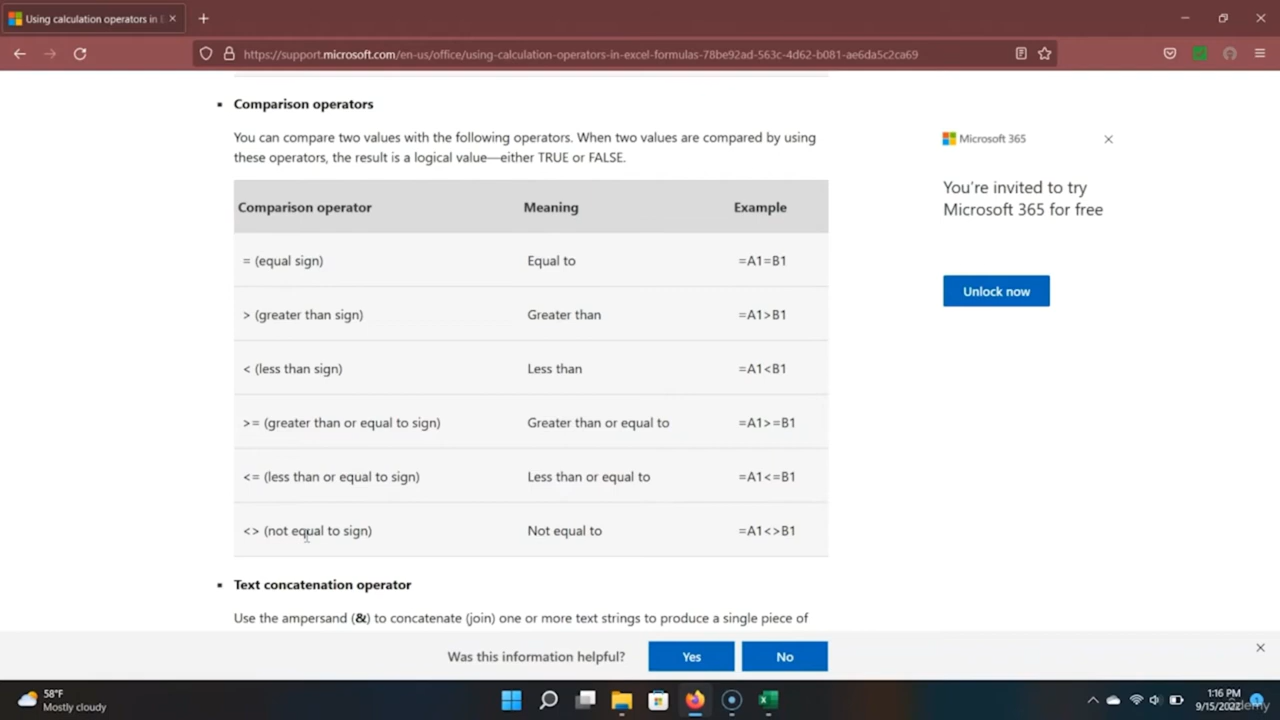 Using calculation operators in E
https://support.microsoft.com/en-us/office/using-calculation-operators-in-excel-formulas-78be92ad-563c-4d62-b081-ae6da5c2ca69
▪ Comparison operators
You can compare two values with the following operators. When two values are compared by using
these operators, the result is a logical value—either TRUE or FALSE.
Comparison operator Meaning Example
= (equal sign) Equal to =A1=B1
> (greater than sign) Greater than =A1>B1
< (less than sign) Less than =A1<B1
>= (greater than or equal to sign) Greater than or equal to =A1>=B1
<= (less than or equal to sign) Less than or equal to =A1<=B1
<> (not equal to sign) Not equal to =A1<>B1
▪ Text concatenation operator
Use the ampersand (&) to concatenate (join) one or more text strings to produce a single piece of
Microsoft 365
You're invited to try
Microsoft 365 for free
Unlock now
Was this information helpful? Yes No
58°F
Mostly cloudy
1:16 PM
9/15/2022
Udemy